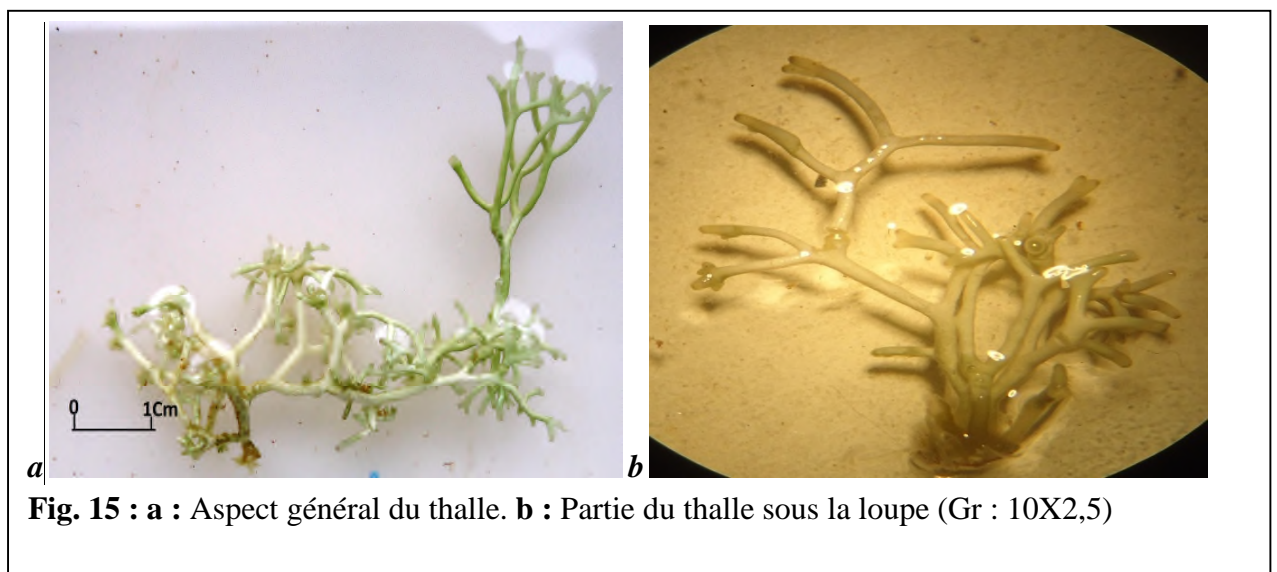 0 1Cm
a b
Fig. 15 : a : Aspect général du thalle. b : Partie du thalle sous la loupe (Gr : 10X2,5)